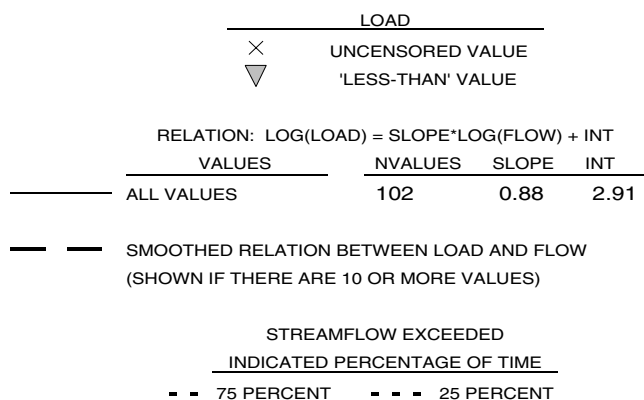 LOAD
UNCENSORED VALUE
'LESS-THAN' VALUE
RELATION: LOG(LOAD) = SLOPE*LOG(FLOW) + INT
VALUES NVALUES SLOPE INT
ALL VALUES 102 0.88 2.91
SMOOTHED RELATION BETWEEN LOAD AND FLOW
(SHOWN IF THERE ARE 10 OR MORE VALUES)
STREAMFLOW EXCEEDED
INDICATED PERCENTAGE OF TIME
75 PERCENT 25 PERCENT